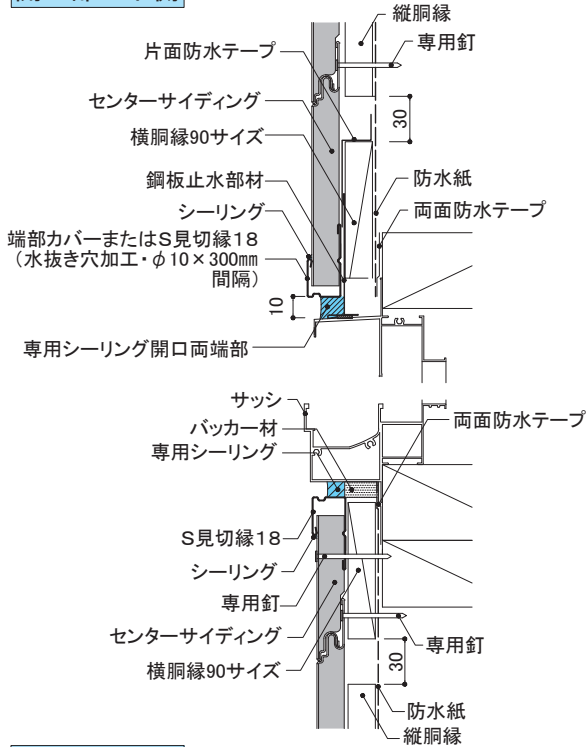 縦胴縁
専用釘
片面防水テープ
センターサイディング
横胴縁90サイズ
30
鋼板止水部材
防水紙
シーリング
両面防水テープ
端部カバーまたはS見切縁18
（水抜き穴加工・φ10×300㎜
間隔）
10
専用シーリング開口両端部
サッシ
バッカー材
両面防水テープ
専用シーリング
S見切縁18
シーリング
専用釘
センターサイディング
専用釘
横胴縁90サイズ
30
防水紙
縦胴縁